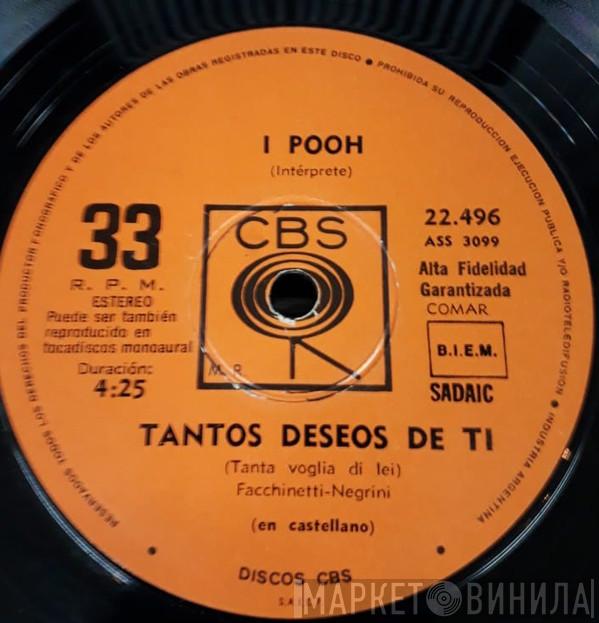 RESERVADOS TODOS LOS DERECHOS DEL PRODUCTOR FONOGRAFICO Y DE LOS AUTORES DE LAS OBRAS REGISTRADAS EN ESTE DISCO • PROHIBIDA SU REPRODUCCION EJECUCION PUBLICA Y/O RADIOTELEDIFUSION • INDUSTRIA ARGENTINA
I POOH
(Intérprete)
33
R. P. M.
ESTEREO
Puede ser también
reproducido en
tocadiscos monoaural
Duración:
4:25
CBS
M. R.
22.496
ASS 3099
Alta Fidelidad
Garantizada
COMAR
B.I.E.M.
SADAIC
TANTOS DESEOS DE TI
(Tanta voglia di lei)
Facchinetti-Negrini
(en castellano)
DISCOS CBS
МАРКЕТ ВИНИЛА